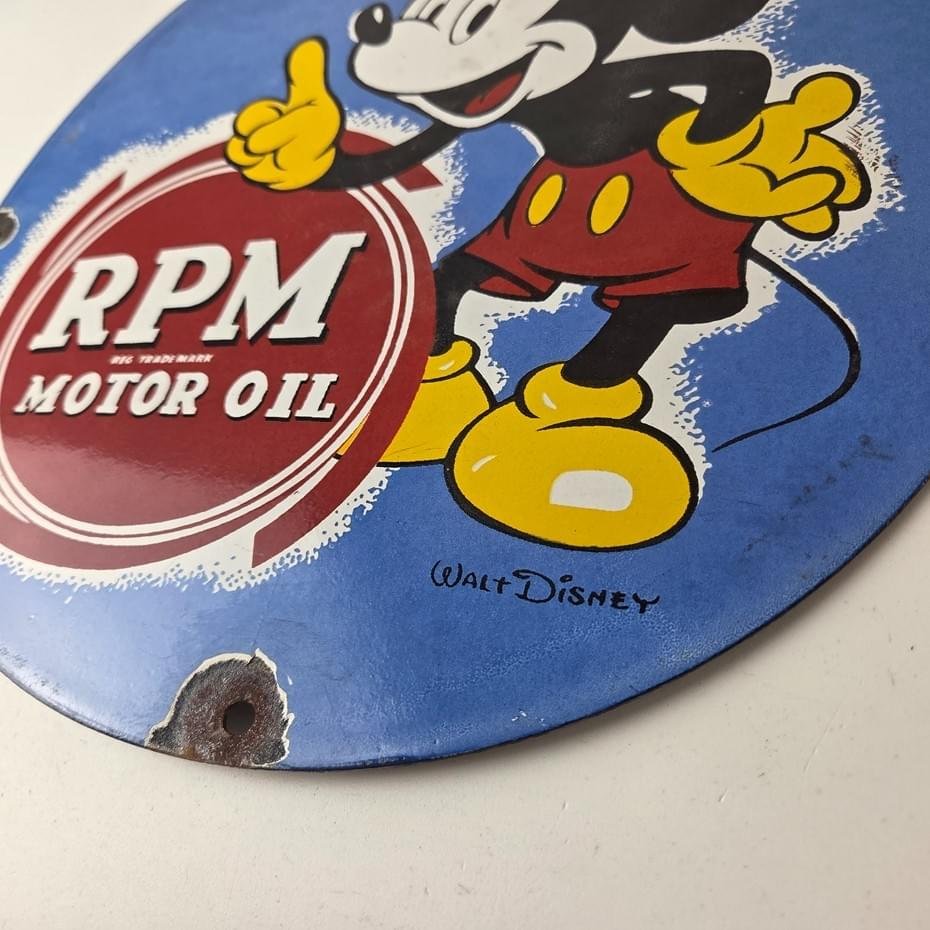 RPM
REG TRADEMARK
MOTOR OIL
WALT DISNEY